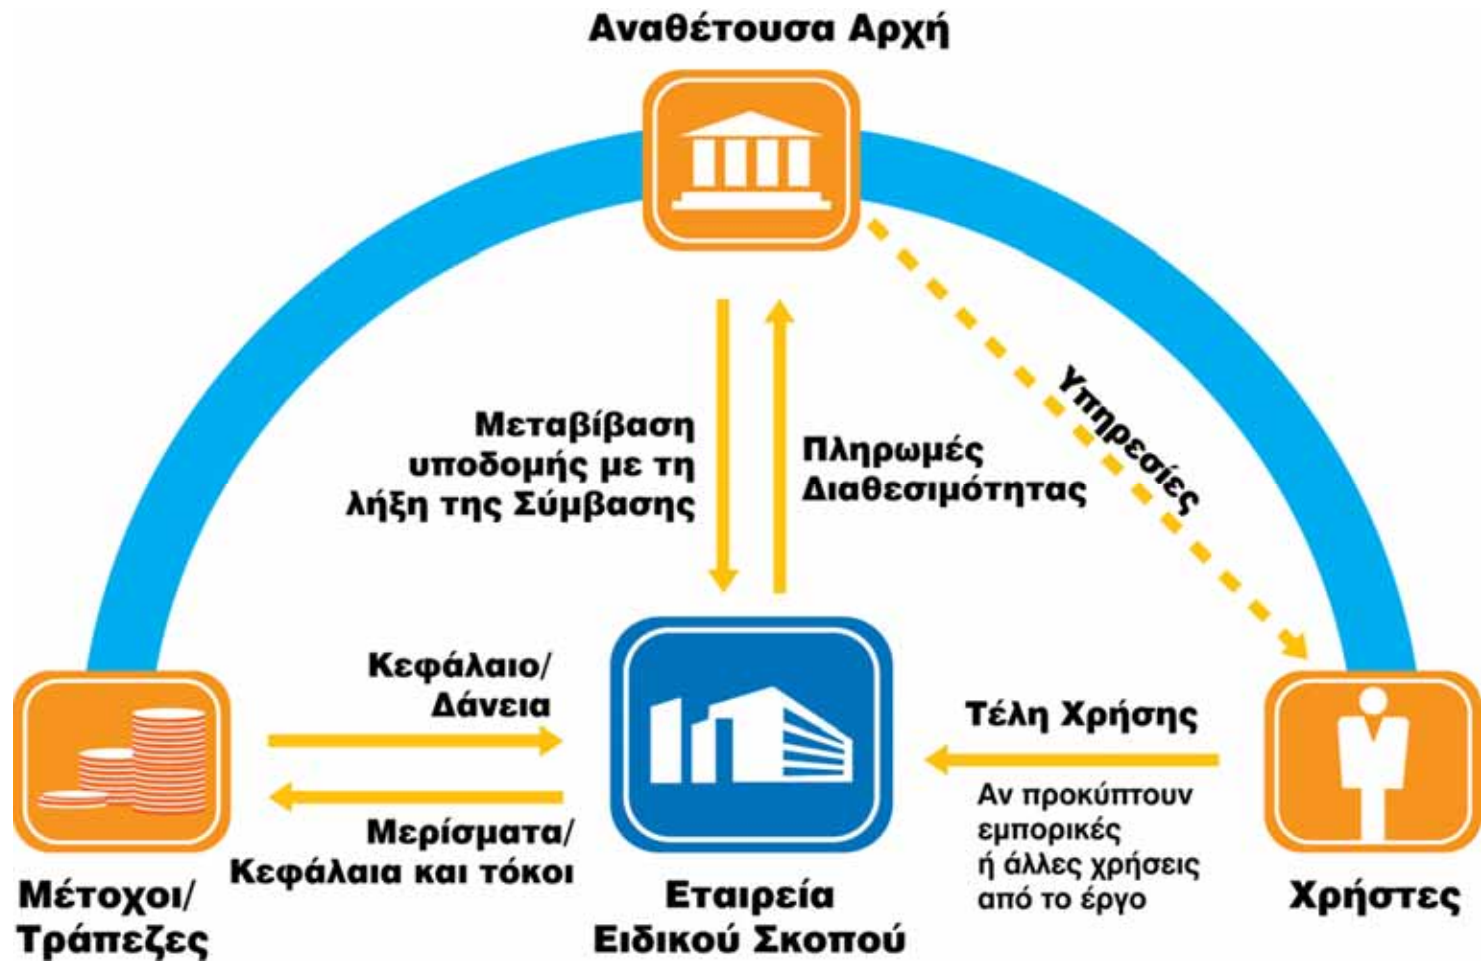 Αναθέτουσα Αρχή
Μεταβίβαση
υποδομής με τη
λήξη της Σύμβασης
Πληρωμές
Διαθεσιμότητας
Υπηρεσίες
Κεφάλαιο/
Δάνεια
Μερίσματα/
Κεφάλαια και τόκοι
Τέλη Χρήσης
Αν προκύπτουν
εμπορικές
ή άλλες χρήσεις
από το έργο
Μέτοχοι/
Τράπεζες
Εταιρεία
Ειδικού Σκοπού
Χρήστες